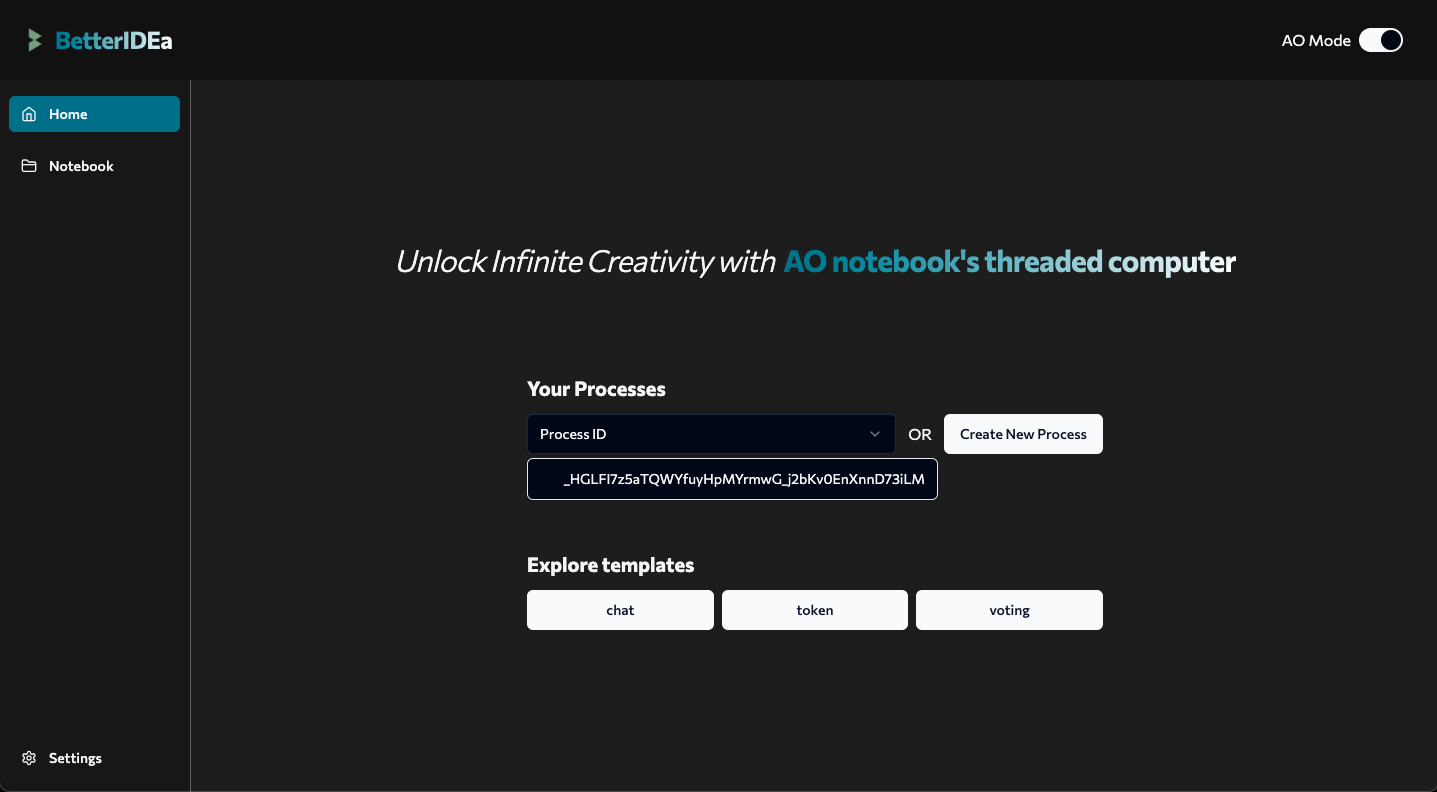 BetterIDEa
AO Mode
Home
Notebook
Unlock Infinite Creativity with AO notebook's threaded computer
Your Processes
Process ID
OR
Create New Process
_HGLFI7z5aTQWYfuyHpMYrmwG_j2bKv0EnXnnD73iLM
Explore templates
chat
token
voting
Settings